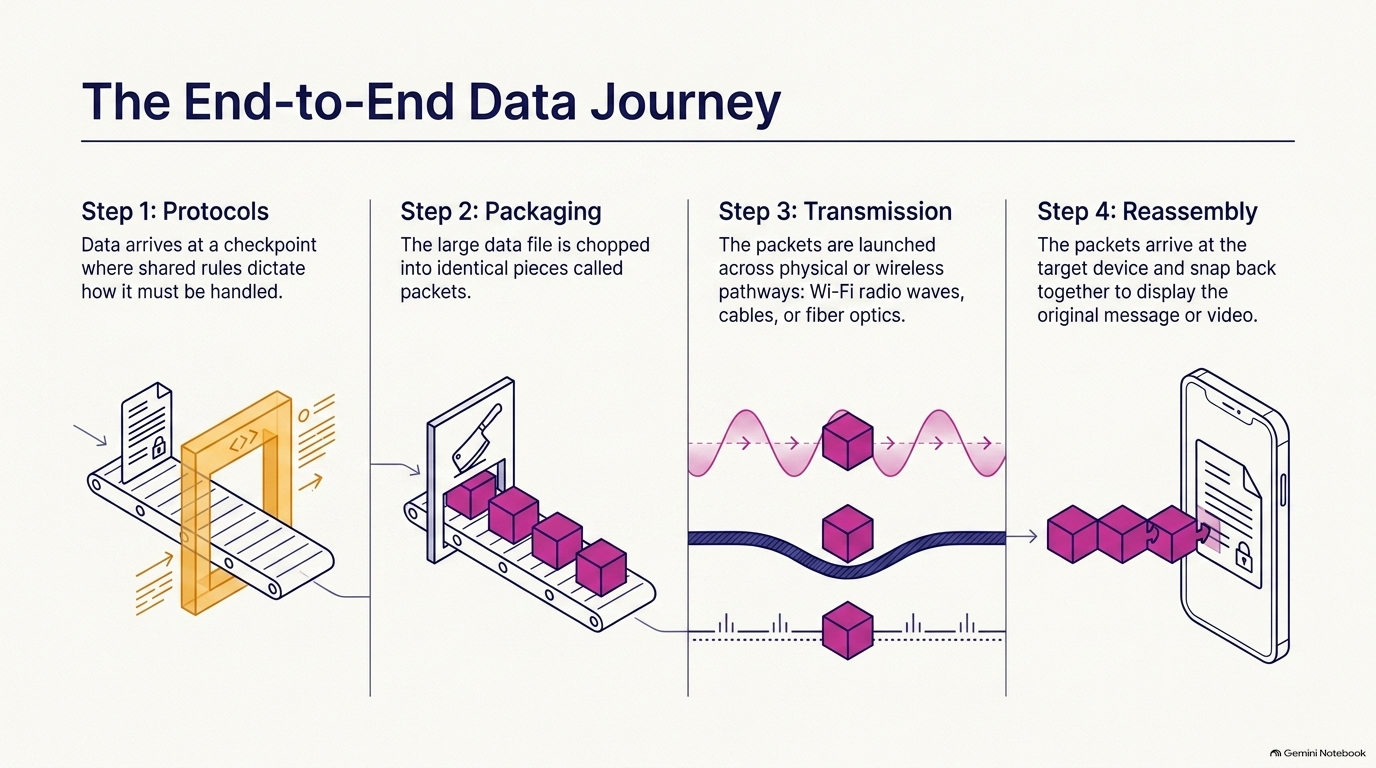 The End-to-End Data Journey
Step 1: Protocols
Data arrives at a checkpoint
where shared rules dictate
how it must be handled.
Step 2: Packaging
The large data file is chopped
into identical pieces called
packets.
Step 3: Transmission
The packets are launched
across physical or wireless
pathways: Wi-Fi radio waves,
cables, or fiber optics.
Step 4: Reassembly
The packets arrive at the
target device and snap back
together to display the
original message or video.
</> 
Gemini Notebook